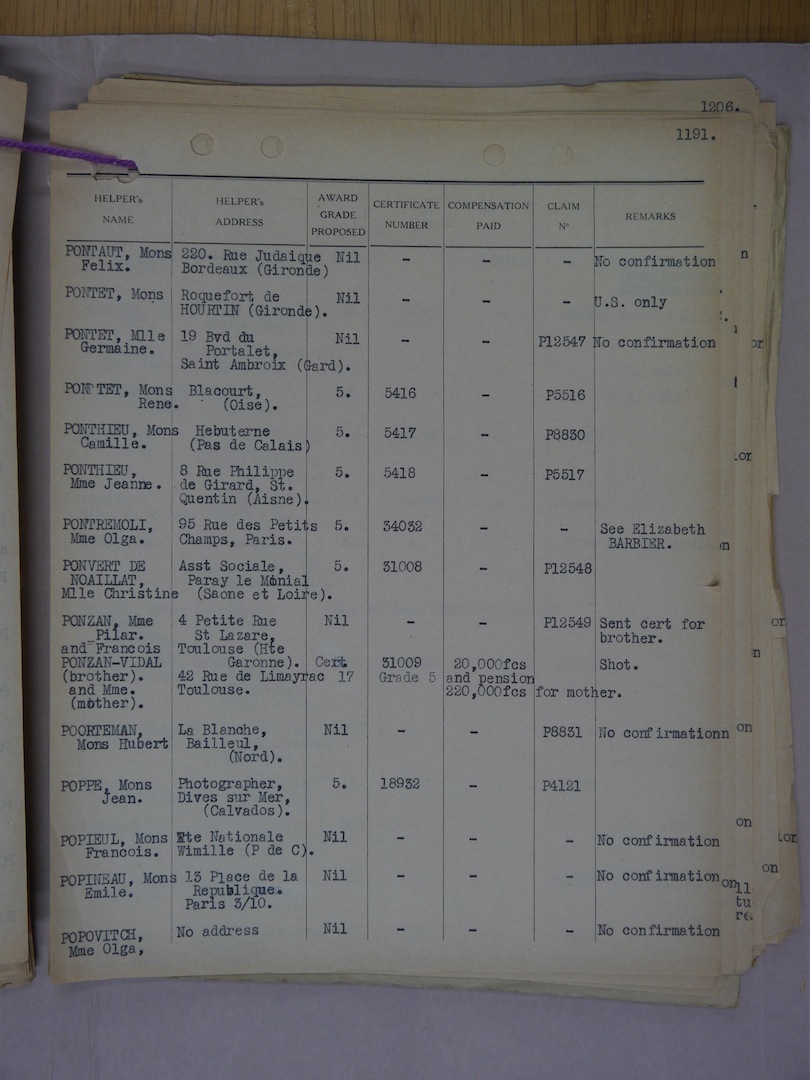 1206.
1191.
HELPER's NAME HELPER's ADDRESS AWARD GRADE PROPOSED CERTIFICATE NUMBER COMPENSATION PAID CLAIM Nº REMARKS
PONTAUT, Mons 220. Rue Judaique Nil - - - No confirmation
Felix. Bordeaux (Gironde)
PONTET, Mons Roquefort de Nil - - - U.S. only
HOURTIN (Gironde).
PONTET, Mlle 19 Bvd du Nil - - P12547 No confirmation
Germaine. Portalet,
Saint Ambroix (Gard).
PONTET, Mons Blacourt, 5. 5416 - P5516
Rene. (Oise).
PONTHIEU, Mons Hebuterne 5. 5417 - P8830
Camille. (Pas de Calais)
PONTHIEU, 8 Rue Philippe 5. 5418 - P5517
Mme Jeanne. de Girard, St.
Quentin (Aisne).
PONTREMOLI, 95 Rue des Petits 5. 34032 - - See Elizabeth
Mme Olga. Champs, Paris. BARBIER.
PONVERT DE Asst Sociale, 5. 31008 - P12548
NOAILLAT, Paray le Monial
Mlle Christine (Saone et Loire).
PONZAN, Mme 4 Petite Rue Nil - - P12549 Sent cert for
Pilar. St Lazare, brother.
and Francois Toulouse (Hte
PONZAN-VIDAL Garonne). Cert 31009 20,000fcs Shot.
(brother). 42 Rue de Limayrac 17 Grade 5 and pension
and Mme. Toulouse. 220,000fcs for mother.
(mother).
POORTEMAN, La Blanche, Nil - - P8831 No confirmationn
Mons Hubert Bailleul,
(Nord).
POPPE, Mons Photographer, 5. 18932 - P4121
Jean. Dives sur Mer,
(Calvados).
POPIEUL, Mons Rte Nationale Nil - - - No confirmation
Francois. Wimille (P de C).
POPINEAU, Mons 13 Place de la Nil - - - No confirmation
Emile. Republique.
Paris 3/10.
POPOVITCH, No address Nil - - - No confirmation
Mme Olga,